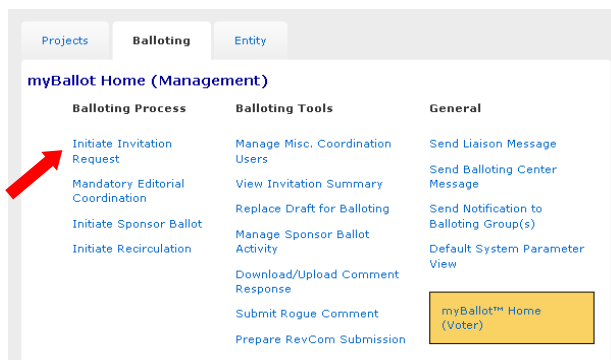 Projects
Balloting
Entity
myBallot Home (Management)
Balloting Process
Initiate Invitation
Request
Mandatory Editorial
Coordination
Initiate Sponsor Ballot
Initiate Recirculation
Balloting Tools
Manage Misc. Coordination
Users
View Invitation Summary
Replace Draft for Balloting
Manage Sponsor Ballot
Activity
Download/Upload Comment
Response
Submit Rogue Comment
Prepare RevCom Submission
General
Send Liaison Message
Send Balloting Center
Message
Send Notification to
Balloting Group(s)
Default System Parameter
View
myBallot™ Home
(Voter)